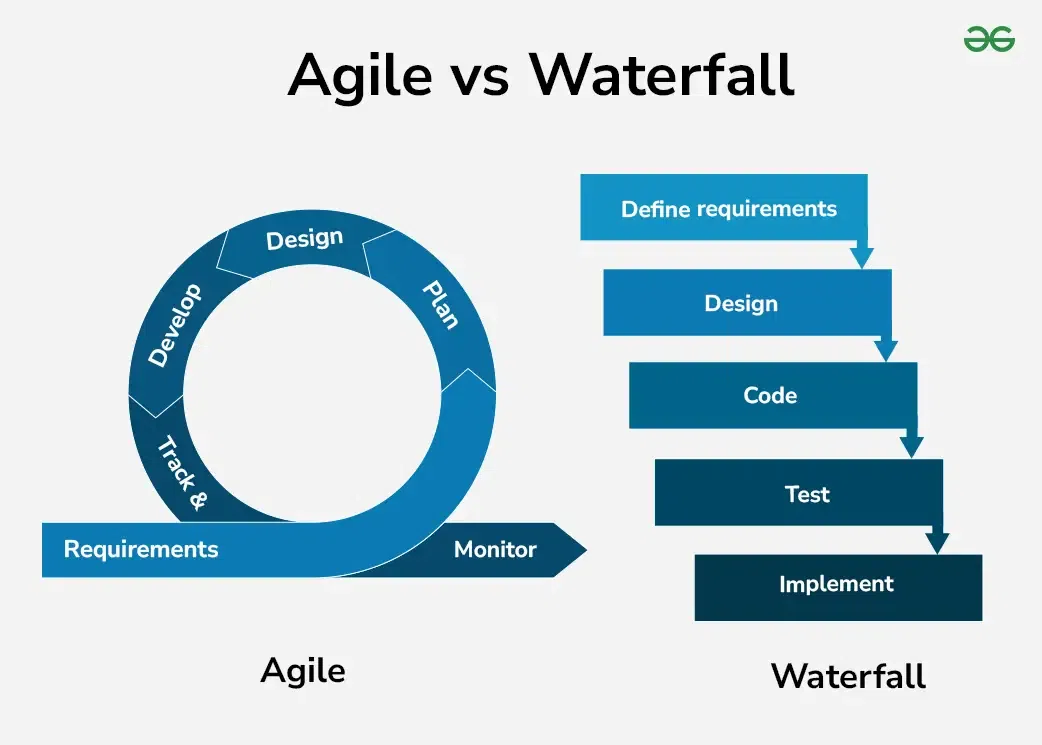 Agile vs Waterfall
Design
Plan
Develop
Track &
Requirements
Monitor
Agile
Define requirements
Design
Code
Test
Implement
Waterfall